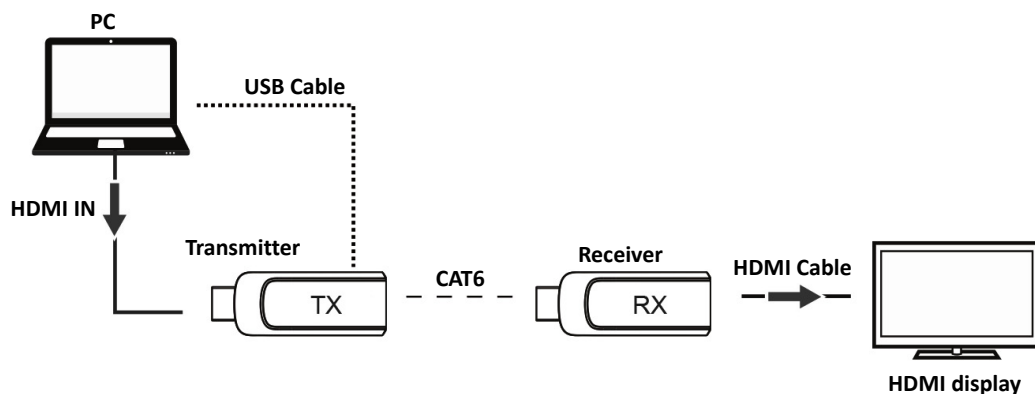 PC
USB Cable
HDMI IN
Transmitter
TX
CAT6
Receiver
RX
HDMI Cable
HDMI display